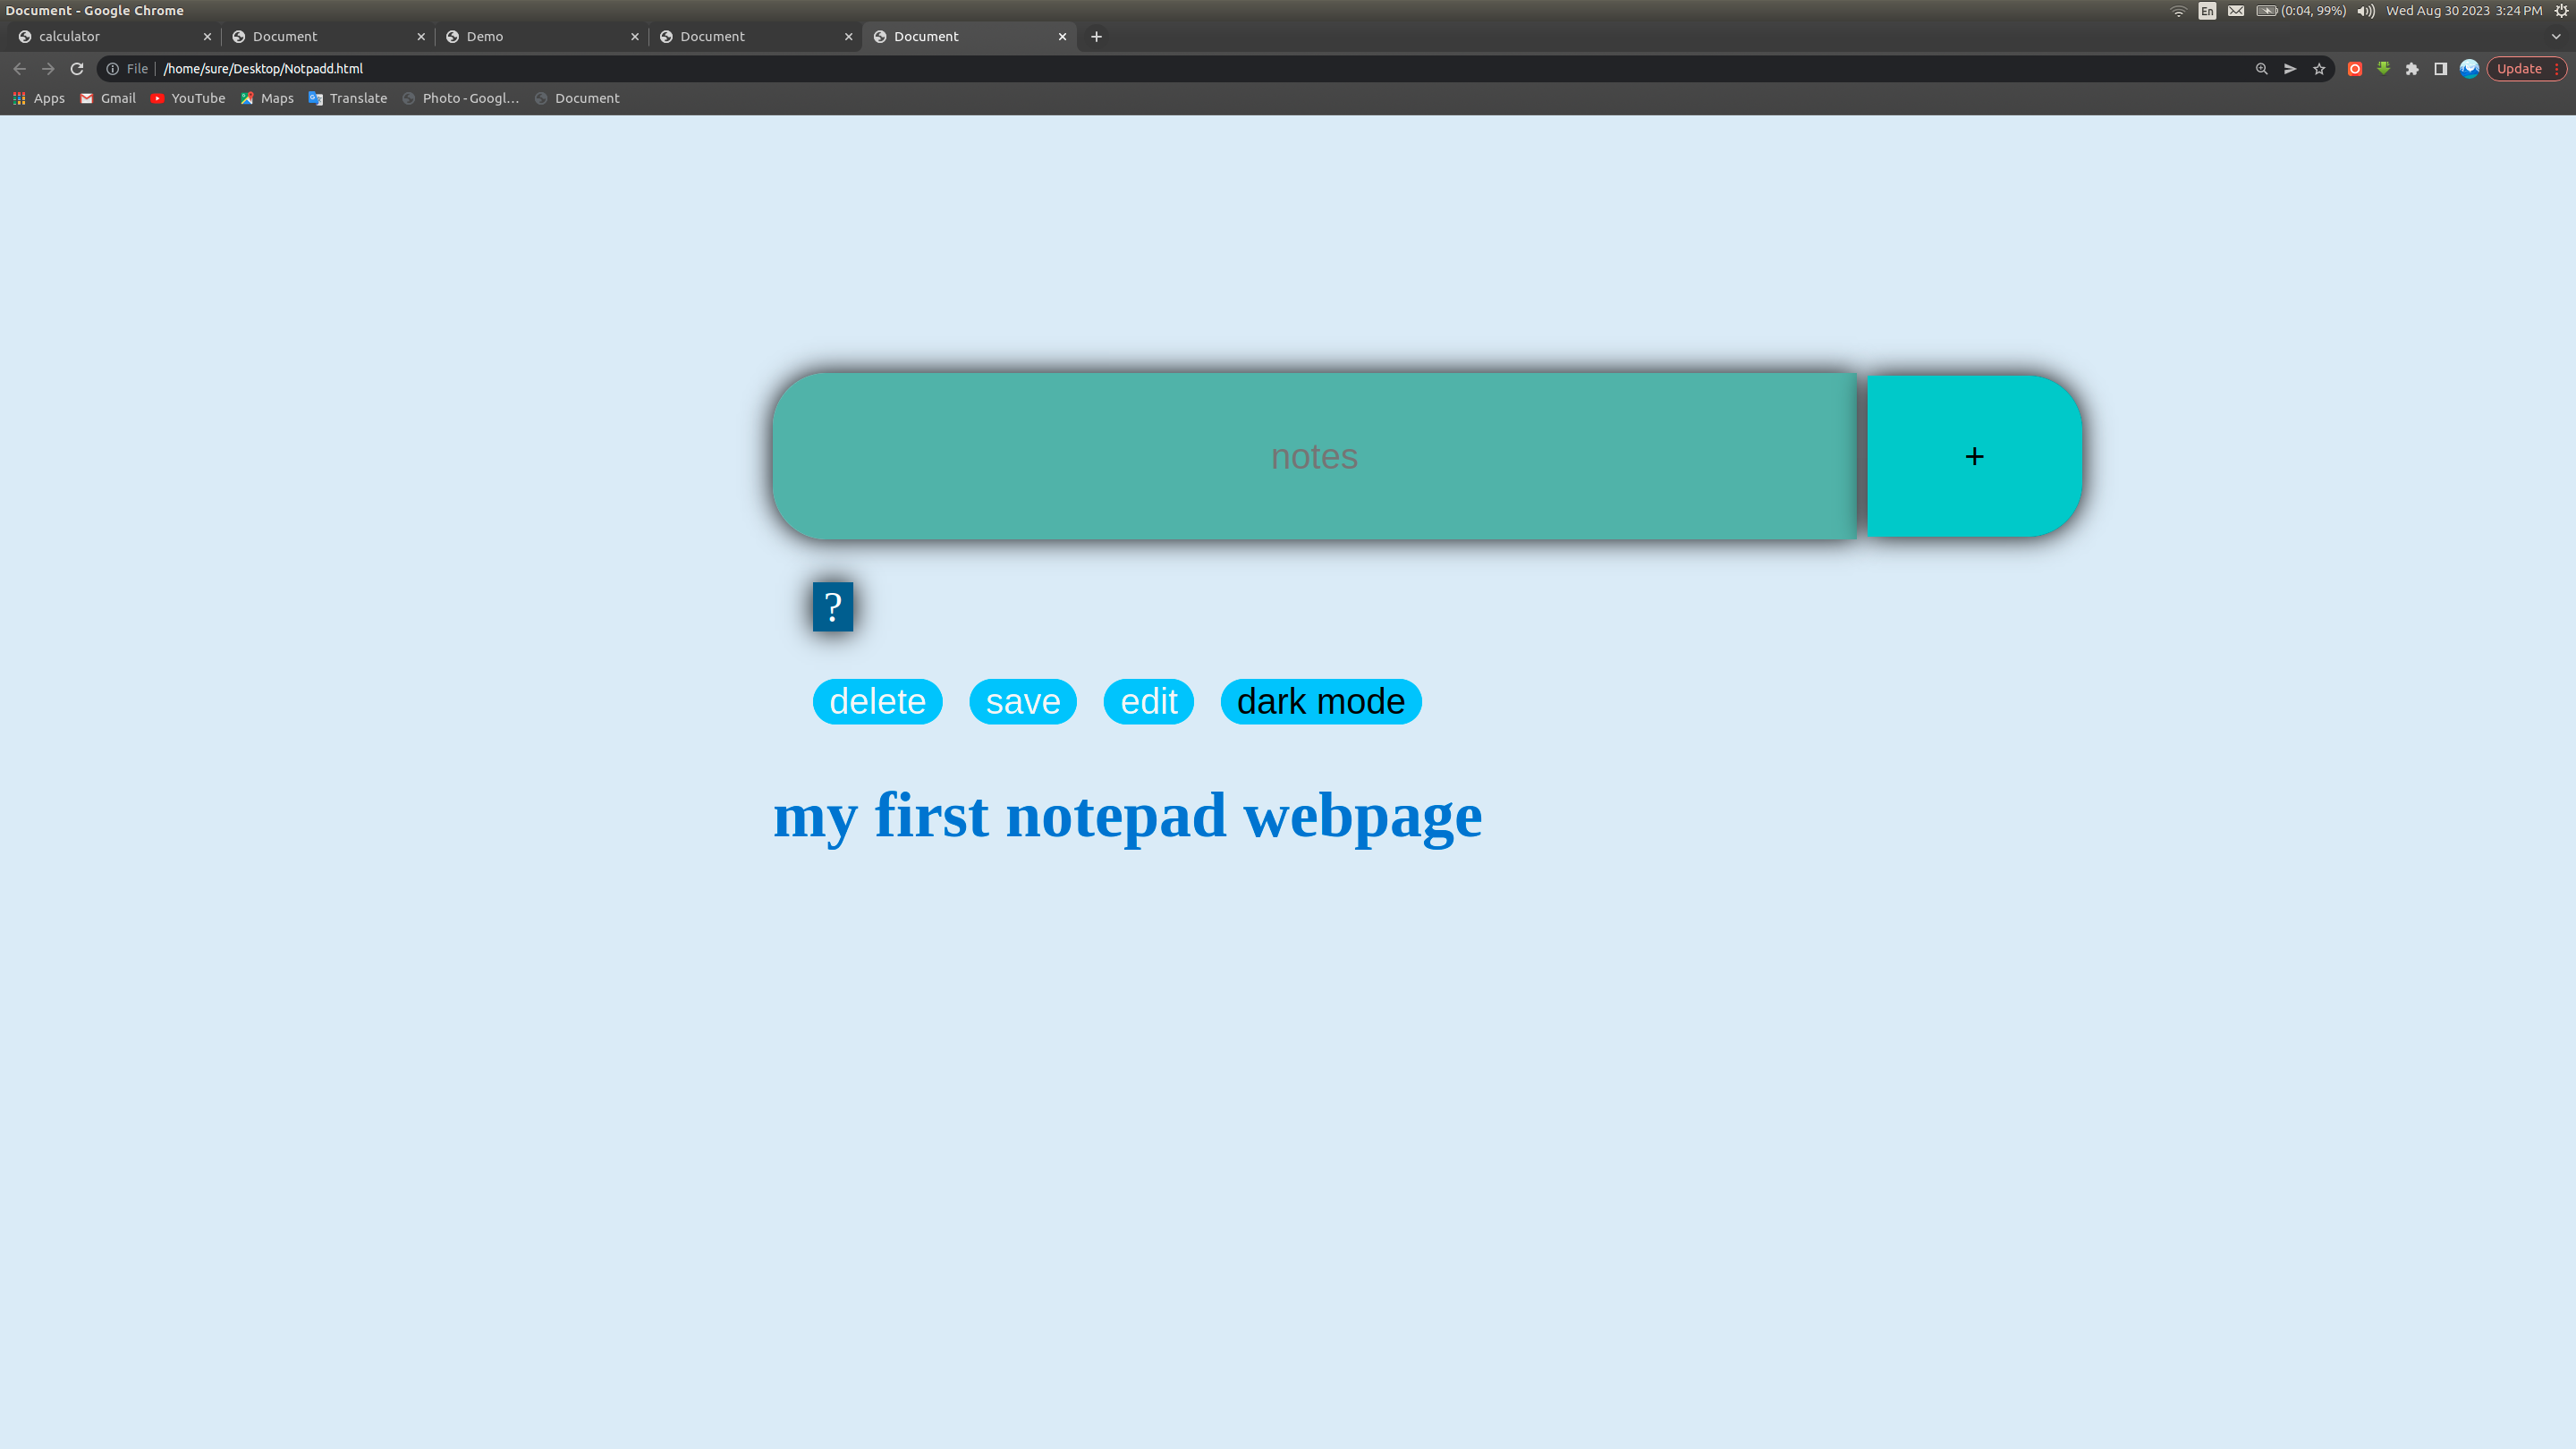 Document - Google Chrome
En (0:04, 99%) Wed Aug 30 2023 3:24 PM
calculator Document Demo Document Document
File /home/sure/Desktop/Notpadd.html Update
Apps Gmail YouTube Maps Translate Photo - Googl... Document
notes +
?
delete save edit dark mode
my first notepad webpage